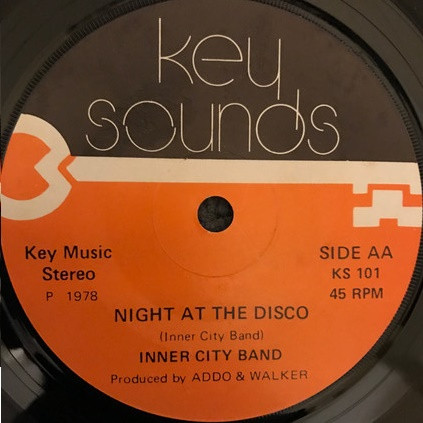 key
sounds
Key Music
Stereo
P 1978
SIDE AA
KS 101
45 RPM
NIGHT AT THE DISCO
(Inner City Band)
INNER CITY BAND
Produced by ADDO & WALKER